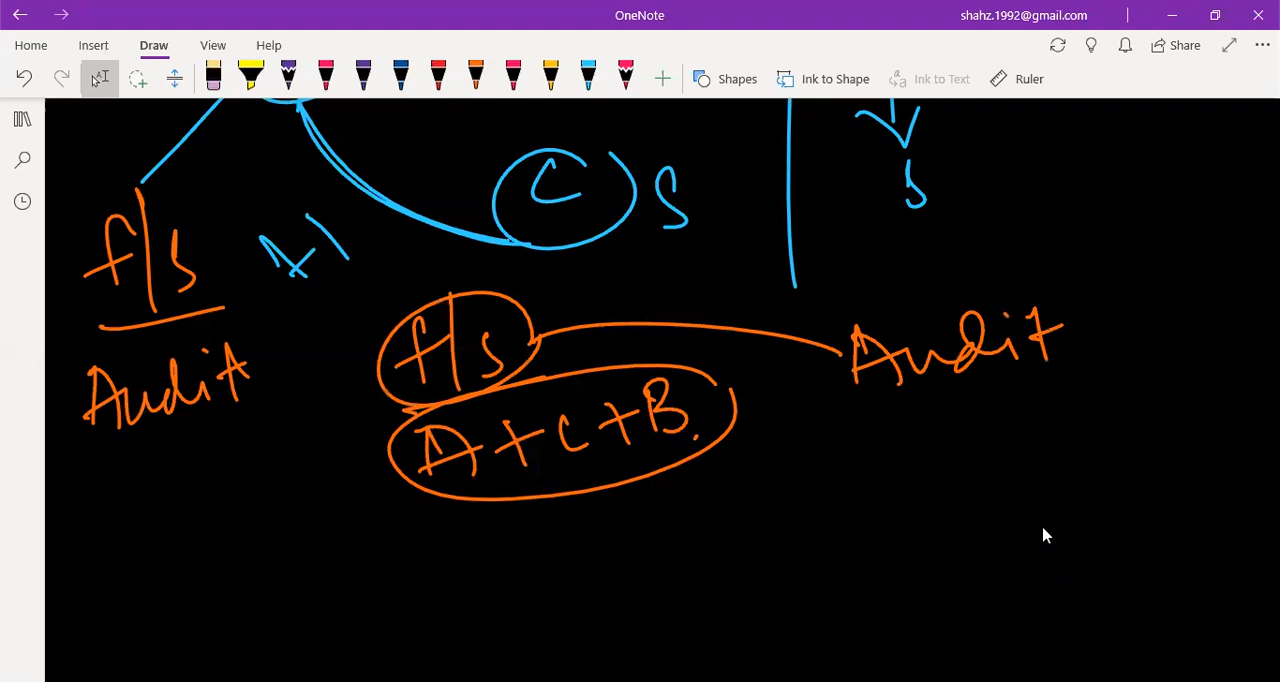 OneNote
shahz.1992@gmail.com
Home Insert Draw View Help
Share
Shapes Ink to Shape Ink to Text Ruler
C S
s
f/s
Audit
f/s Audit
A+C+B.